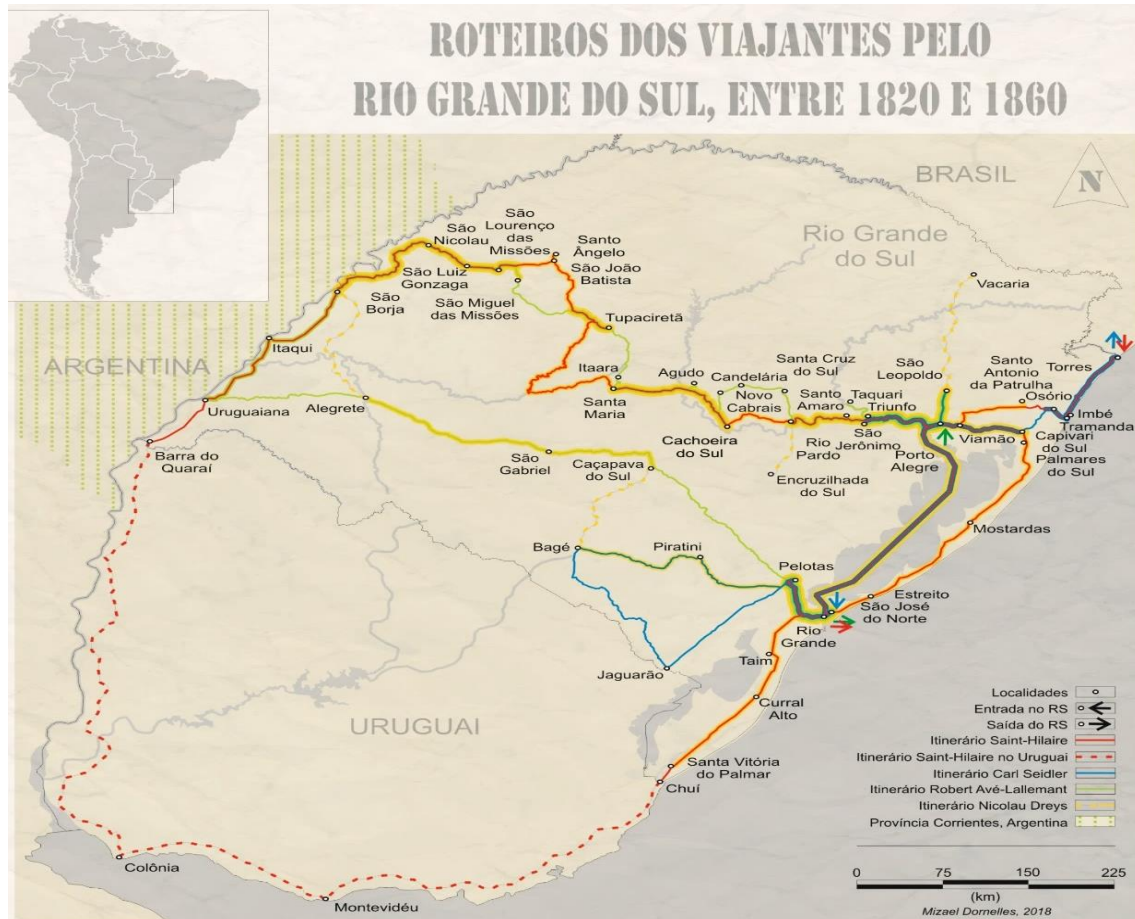 ROTEIROS DOS VIAJANTES PELO
RIO GRANDE DO SUL, ENTRE 1820 E 1860
BRASIL
N
Rio Grande
do Sul
ARGENTINA
URUGUAI
São
Nicolau
São
Lourenço
das
Missões
Santo
Ângelo
São João
Batista
São Luiz
Gonzaga
São
Borja
São Miguel
das Missões
Tupaciretã
Vacaria
Itaqui
Uruguaiana
Alegrete
Barra do
Quaraí
Itaara
Santa
Maria
Agudo
Candelária
Novo
Cabrais
Santa Cruz
do Sul
Santo
Amaro
Taquari
Triunfo
São
Leopoldo
Santo
Antonio
da Patrulha
Torres
Osório
Imbé
Tramanda
Cachoeira
do Sul
Rio
Pardo
São
Jerônimo
Porto
Alegre
Viamão
Capivari
do Sul
Palmares
do Sul
Encruzilhada
do Sul
São
Gabriel
Caçapava
do Sul
Mostardas
Bagé
Piratini
Pelotas
Estreito
São José
do Norte
Rio
Grande
Jaguarão
Taim
Curral
Alto
Santa Vitória
do Palmar
Chuí
Colônia
Montevidéu
Localidades
Entrada no RS
Saída do RS
Itinerário Saint-Hilaire
Itinerário Saint-Hilaire no Uruguai
Itinerário Carl Seidler
Itinerário Robert Avé-Lallemant
Itinerário Nicolau Dreys
Província Corrientes, Argentina
0 75 150 225
(km)
Mizael Dornelles, 2018